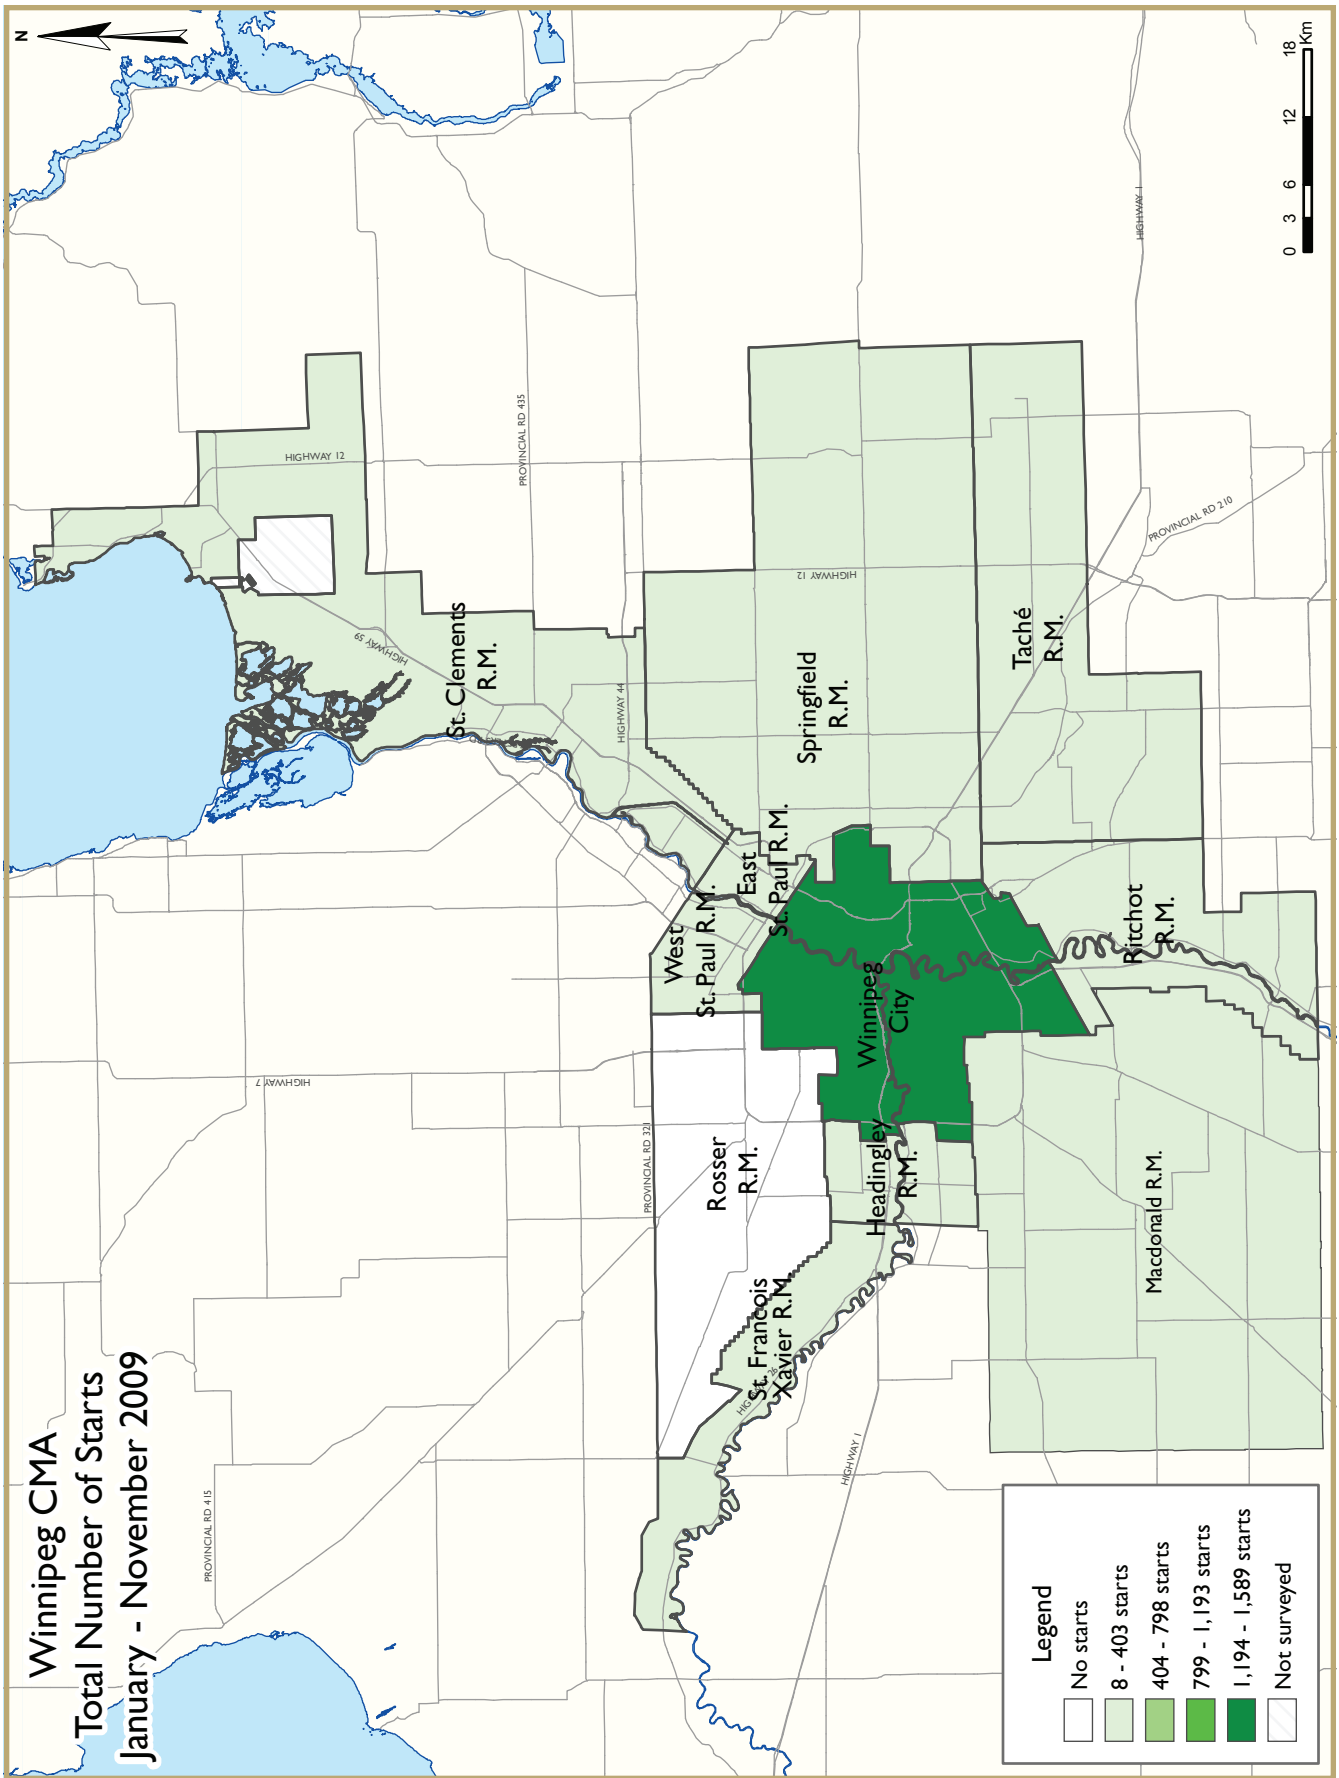 Winnipeg CMA
Total Number of Starts
January - November 2009
N
PROVINCIAL RD 415
HIGHWAY 7
HIGHWAY 12
PROVINCIAL RD 435
HIGHWAY 59
St. Clements
R.M.
HIGHWAY 44
PROVINCIAL RD 321
Rosser
R.M.
West
St. Paul R.M.
East
St. Paul R.M.
Springfield
R.M.
HIGHWAY 12
St. Francois
Xavier R.M.
HIGHWAY 26
Headingley
R.M.
Winnipeg
City
HIGHWAY 1
Taché
R.M.
HIGHWAY 1
PROVINCIAL RD 210
Macdonald R.M.
Ritchot
R.M.
Legend
No starts
8 - 403 starts
404 - 798 starts
799 - 1,193 starts
1,194 - 1,589 starts
Not surveyed
0 3 6 12 18
Km